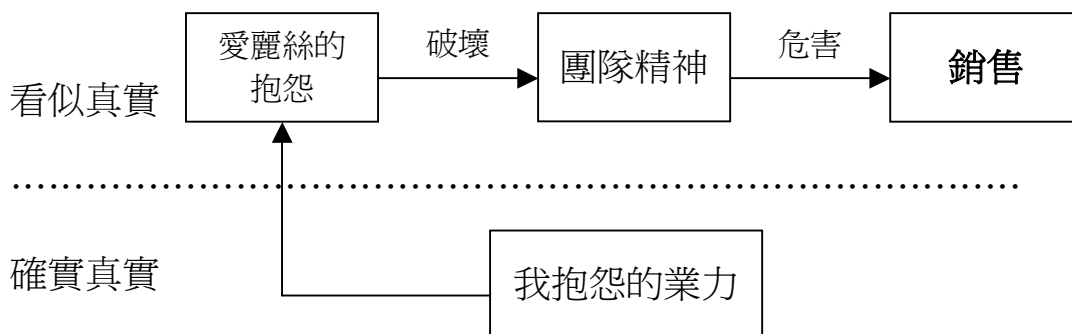 愛麗絲的
抱怨
破壞
團隊精神
危害
銷售
看似真實
確實真實
我抱怨的業力